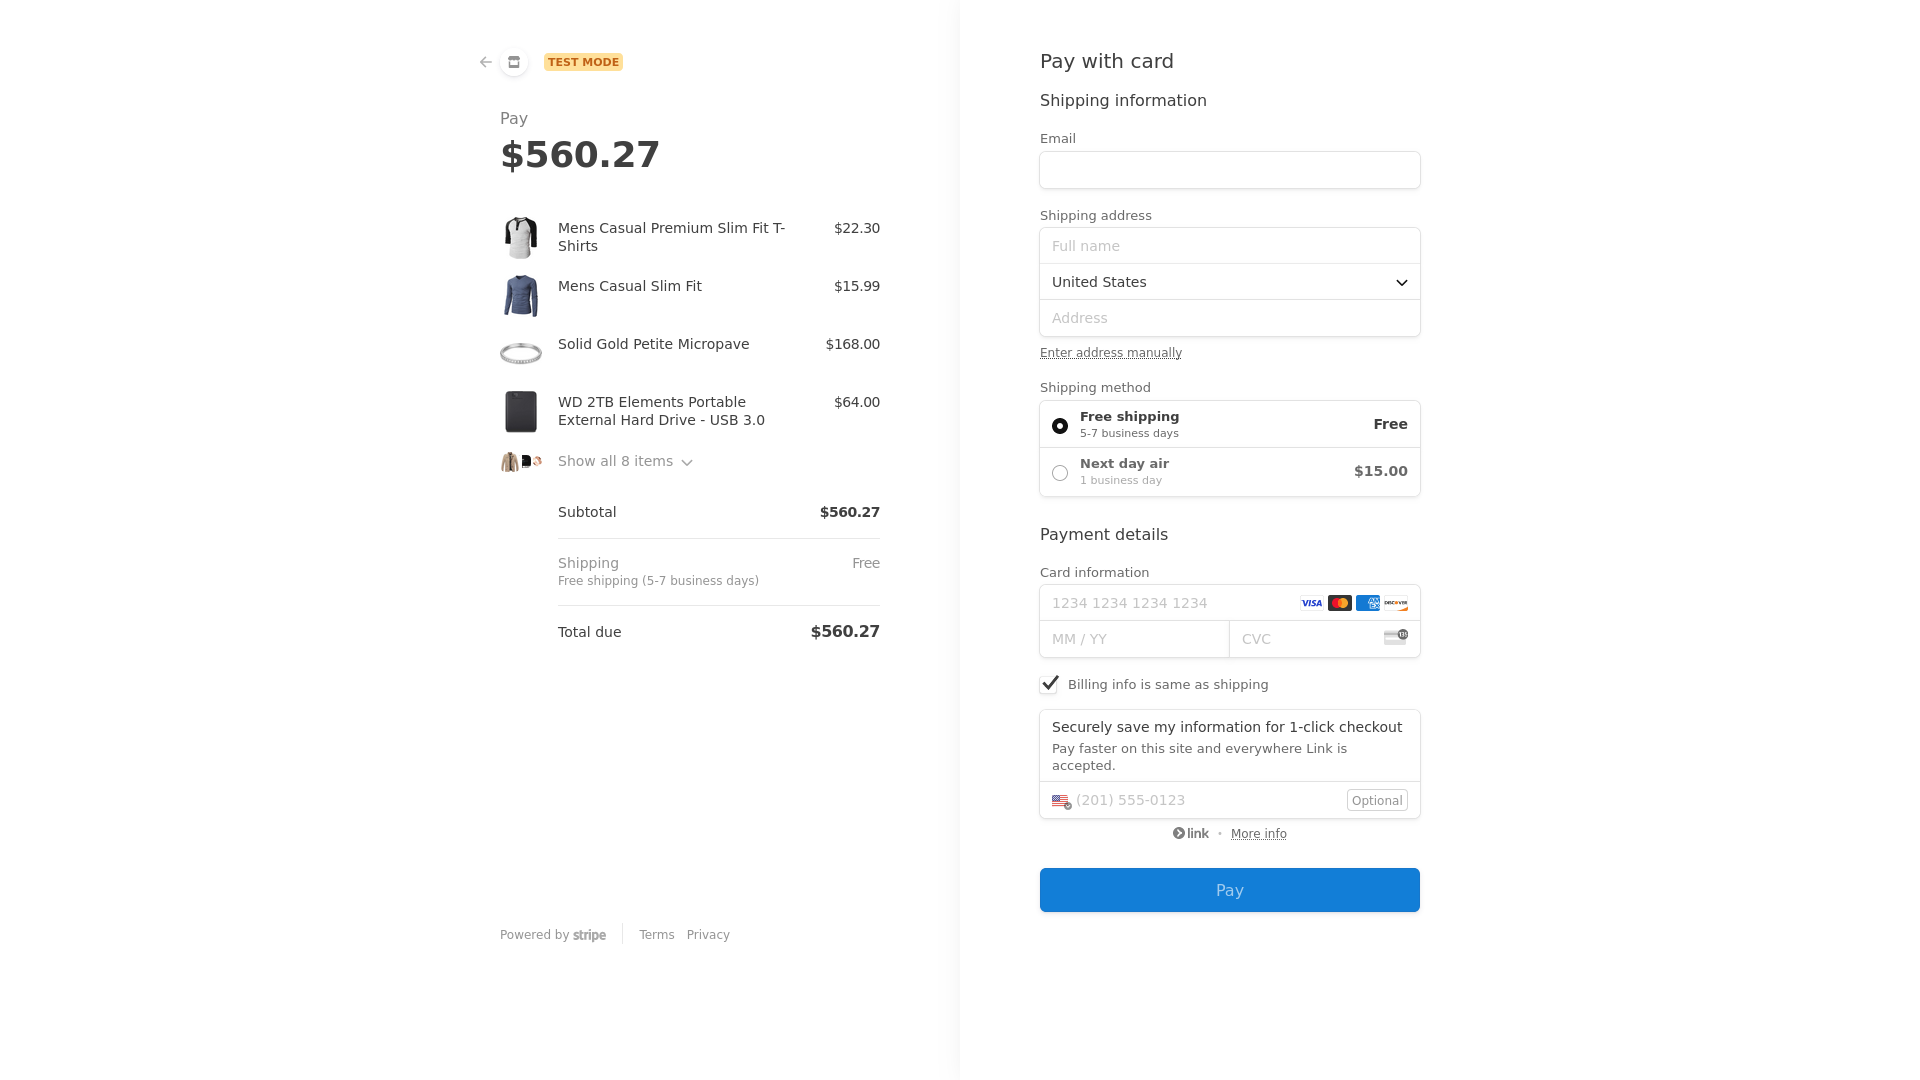 TEST MODE
Pay
$560.27
Mens Casual Premium Slim Fit T-
Shirts
$22.30
Mens Casual Slim Fit
$15.99
Solid Gold Petite Micropave
$168.00
WD 2TB Elements Portable
External Hard Drive - USB 3.0
$64.00
Show all 8 items
Subtotal
$560.27
Shipping
Free
Free shipping (5-7 business days)
Total due
$560.27
Powered by stripe
Terms
Privacy
Pay with card
Shipping information
Email
Shipping address
Full name
United States
Address
Enter address manually
Shipping method
Free shipping
5-7 business days
Free
Next day air
1 business day
$15.00
Payment details
Card information
1234 1234 1234 1234
VISA
AMEX
DISCOVER
MM / YY
CVC
135
Billing info is same as shipping
Securely save my information for 1-click checkout
Pay faster on this site and everywhere Link is
accepted.
(201) 555-0123
Optional
link • More info
Pay